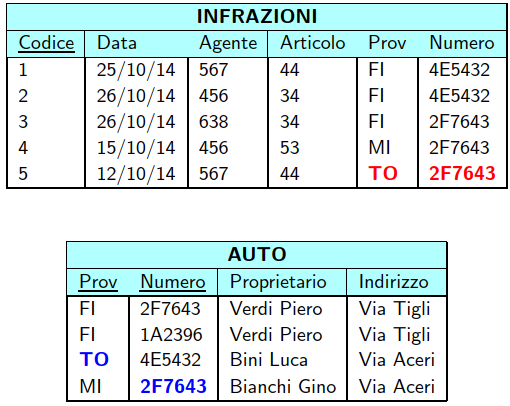 INFRAZIONI
Codice Data Agente Articolo Prov Numero
1 25/10/14 567 44 FI 4E5432
2 26/10/14 456 34 FI 4E5432
3 26/10/14 638 34 FI 2F7643
4 15/10/14 456 53 MI 2F7643
5 12/10/14 567 44 TO 2F7643
AUTO
Prov Numero Proprietario Indirizzo
FI 2F7643 Verdi Piero Via Tigli
FI 1A2396 Verdi Piero Via Tigli
TO 4E5432 Bini Luca Via Aceri
MI 2F7643 Bianchi Gino Via Aceri